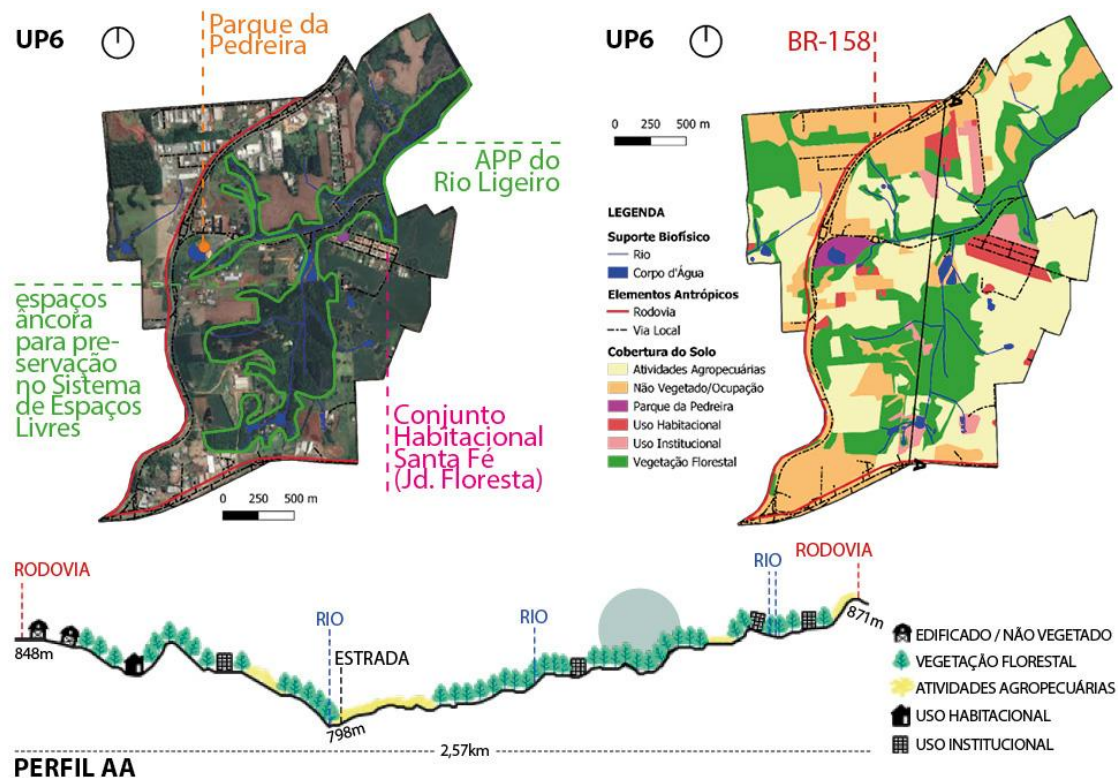 UP6
Parque da
Pedreira
APP do
Rio Ligeiro
espaços
âncora
para pre-
servação
no Sistema
de Espaços
Livres
Conjunto
Habitacional
Santa Fé
(Jd. Floresta)
0 250 500 m
UP6
BR-158
0 250 500 m
LEGENDA
Suporte Biofísico
Rio
Corpo d'Água
Elementos Antrópicos
Rodovia
Via Local
Cobertura do Solo
Atividades Agropecuárias
Não Vegetado/Ocupação
Parque da Pedreira
Uso Habitacional
Uso Institucional
Vegetação Florestal
A
A
RODOVIA
848m
RIO
ESTRADA
798m
RIO
RIO
RODOVIA
871m
2,57km
EDIFICADO / NÃO VEGETADO
VEGETAÇÃO FLORESTAL
ATIVIDADES AGROPECUÁRIAS
USO HABITACIONAL
USO INSTITUCIONAL
PERFIL AA